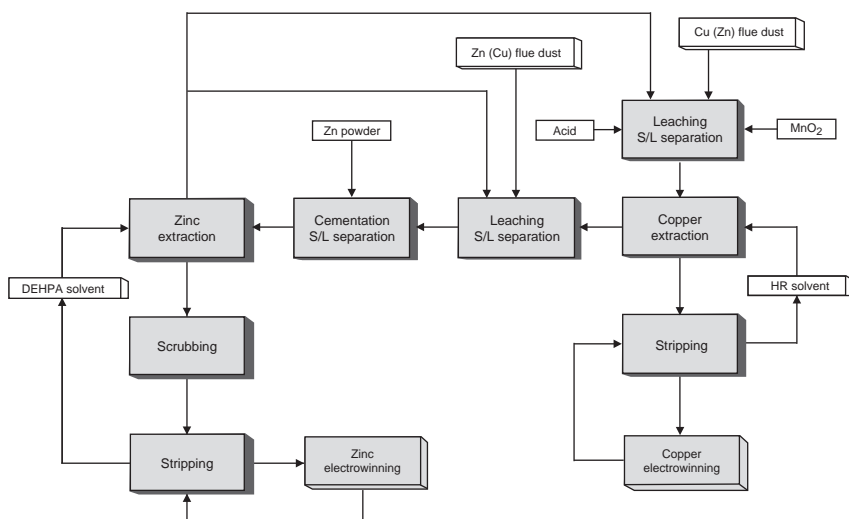 Cu (Zn) flue dust
Zn (Cu) flue dust
Zn powder
Acid
Leaching
S/L separation
MnO₂
Zinc
extraction
Cementation
S/L separation
Leaching
S/L separation
Copper
extraction
DEHPA solvent
HR solvent
Scrubbing
Stripping
Stripping
Zinc
electrowinning
Copper
electrowinning